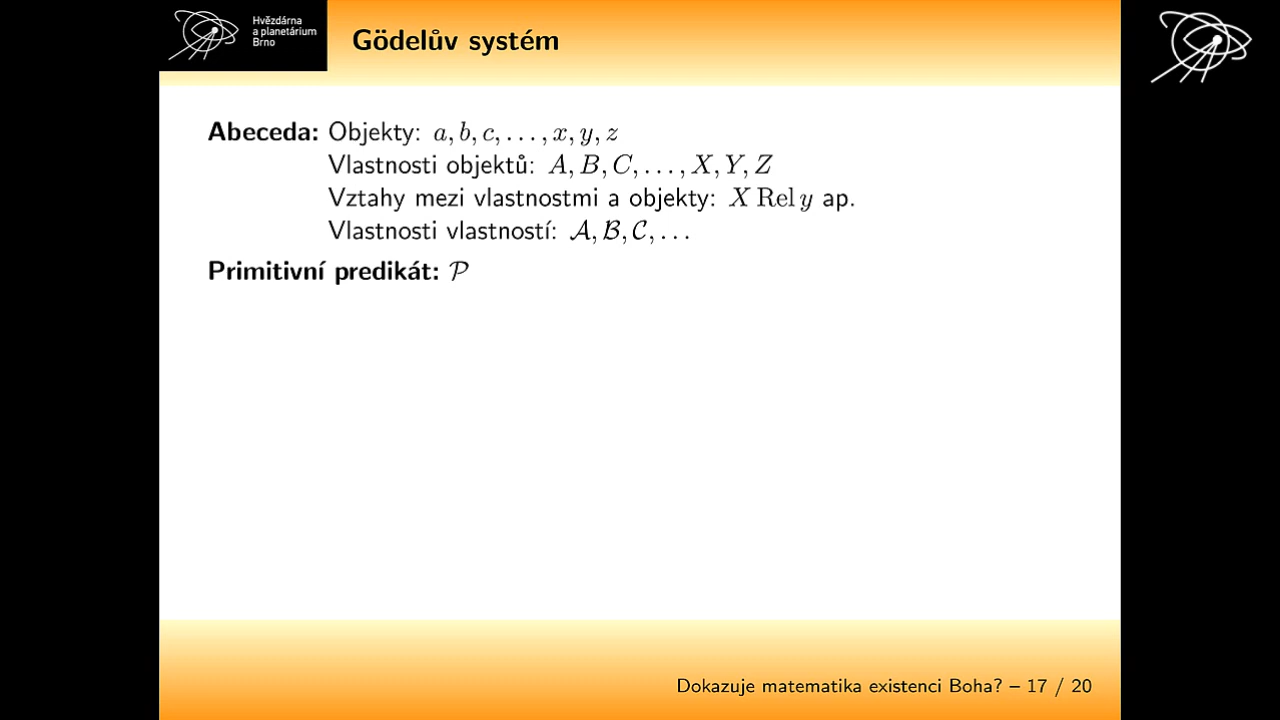 Hvězdárna
a planetárium
Brno
Gödelův systém
Abeceda: Objekty: a, b, c, . . . , x, y, z
Vlastnosti objektů: A, B, C, . . . , X, Y, Z
Vztahy mezi vlastnostmi a objekty: X Rel y ap.
Vlastnosti vlastností: 𝒜, ℬ, 𝒞, . . .
Primitivní predikát: 𝒫
Dokazuje matematika existenci Boha? – 17 / 20